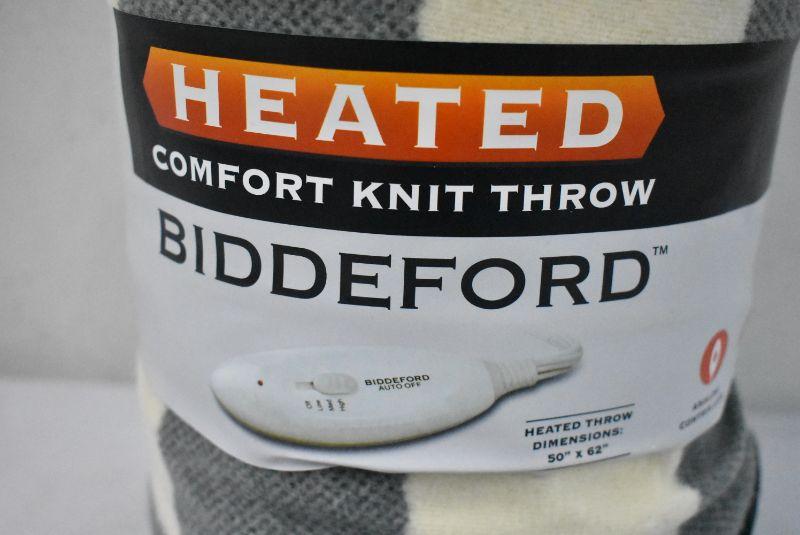 HEATED
COMFORT KNIT THROW
BIDDEFORD™
BIDDEFORD
AUTO OFF
HEATED THROW
DIMENSIONS:
50" X 62"